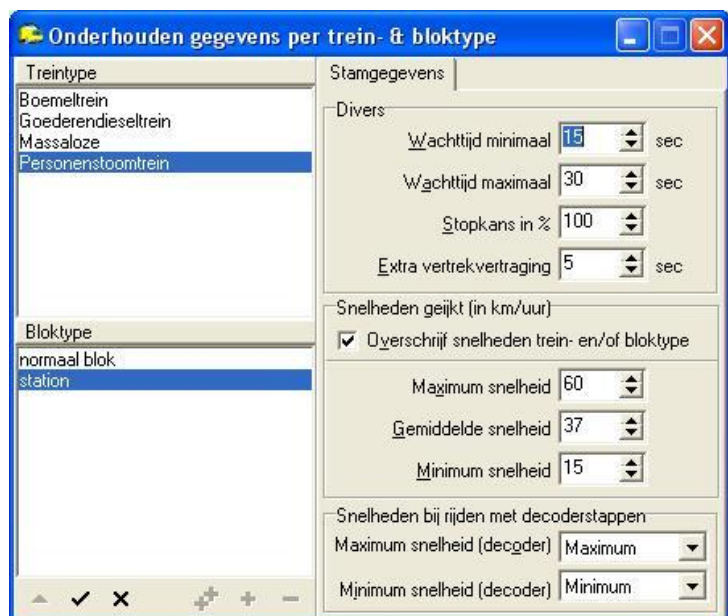 Onderhouden gegevens per trein- & bloktype
Treintype
Boemeltrein
Goederendieseltrein
Massaloze
Personenstoomtrein
Bloktype
normaal blok
station
Stamgegevens
Divers
Wachttijd minimaal 15 sec
Wachttijd maximaal 30 sec
Stopkans in % 100
Extra vertrekvertraging 5 sec
Snelheden geijkt (in km/uur)
Overschrijf snelheden trein- en/of bloktype
Maximum snelheid 60
Gemiddelde snelheid 37
Minimum snelheid 15
Snelheden bij rijden met decoderstappen
Maximum snelheid (decoder) Maximum
Minimum snelheid (decoder) Minimum